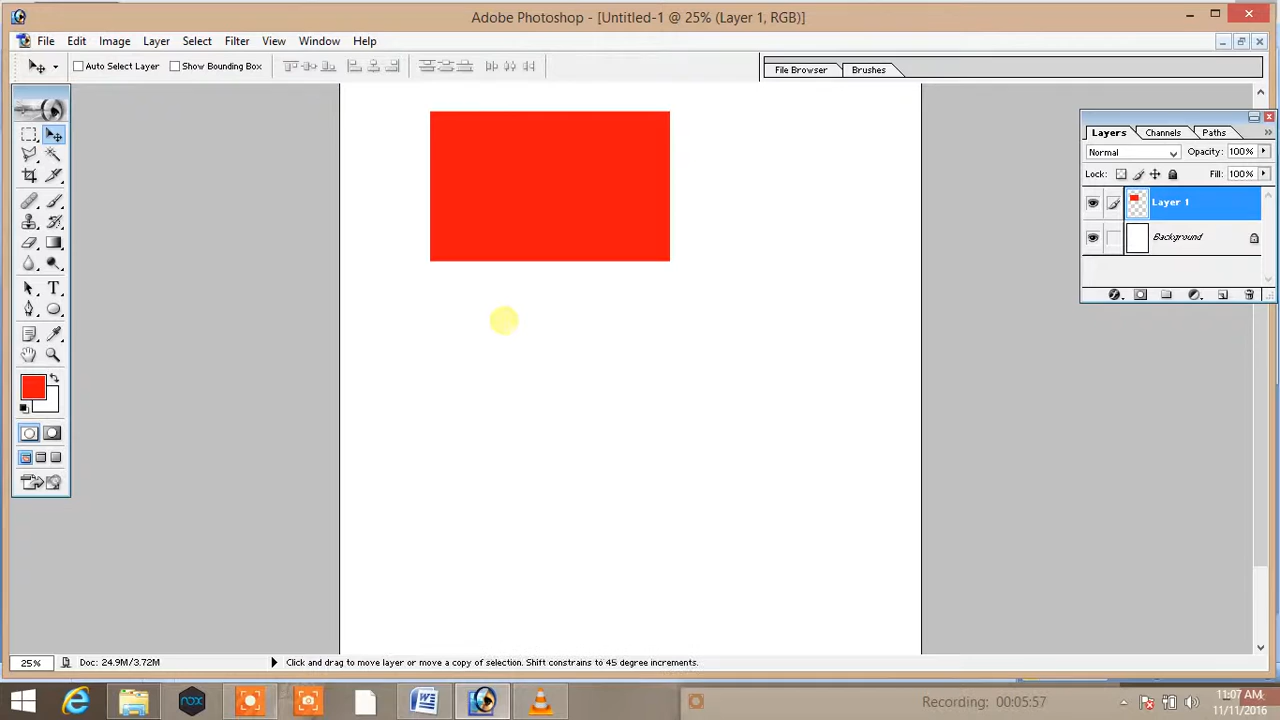 Adobe Photoshop - [Untitled-1 @ 25% (Layer 1, RGB)]
File Edit Image Layer Select Filter View Window Help
Auto Select Layer Show Bounding Box File Browser Brushes
Layers Channels Paths
Normal Opacity: 100%
Lock: Fill: 100%
Layer 1
Background
T
25% Doc: 24.9M/3.72M Click and drag to move layer or move a copy of selection. Shift constrains to 45 degree increments.
nox W Recording: 00:05:57 11:07 AM
11/11/2016